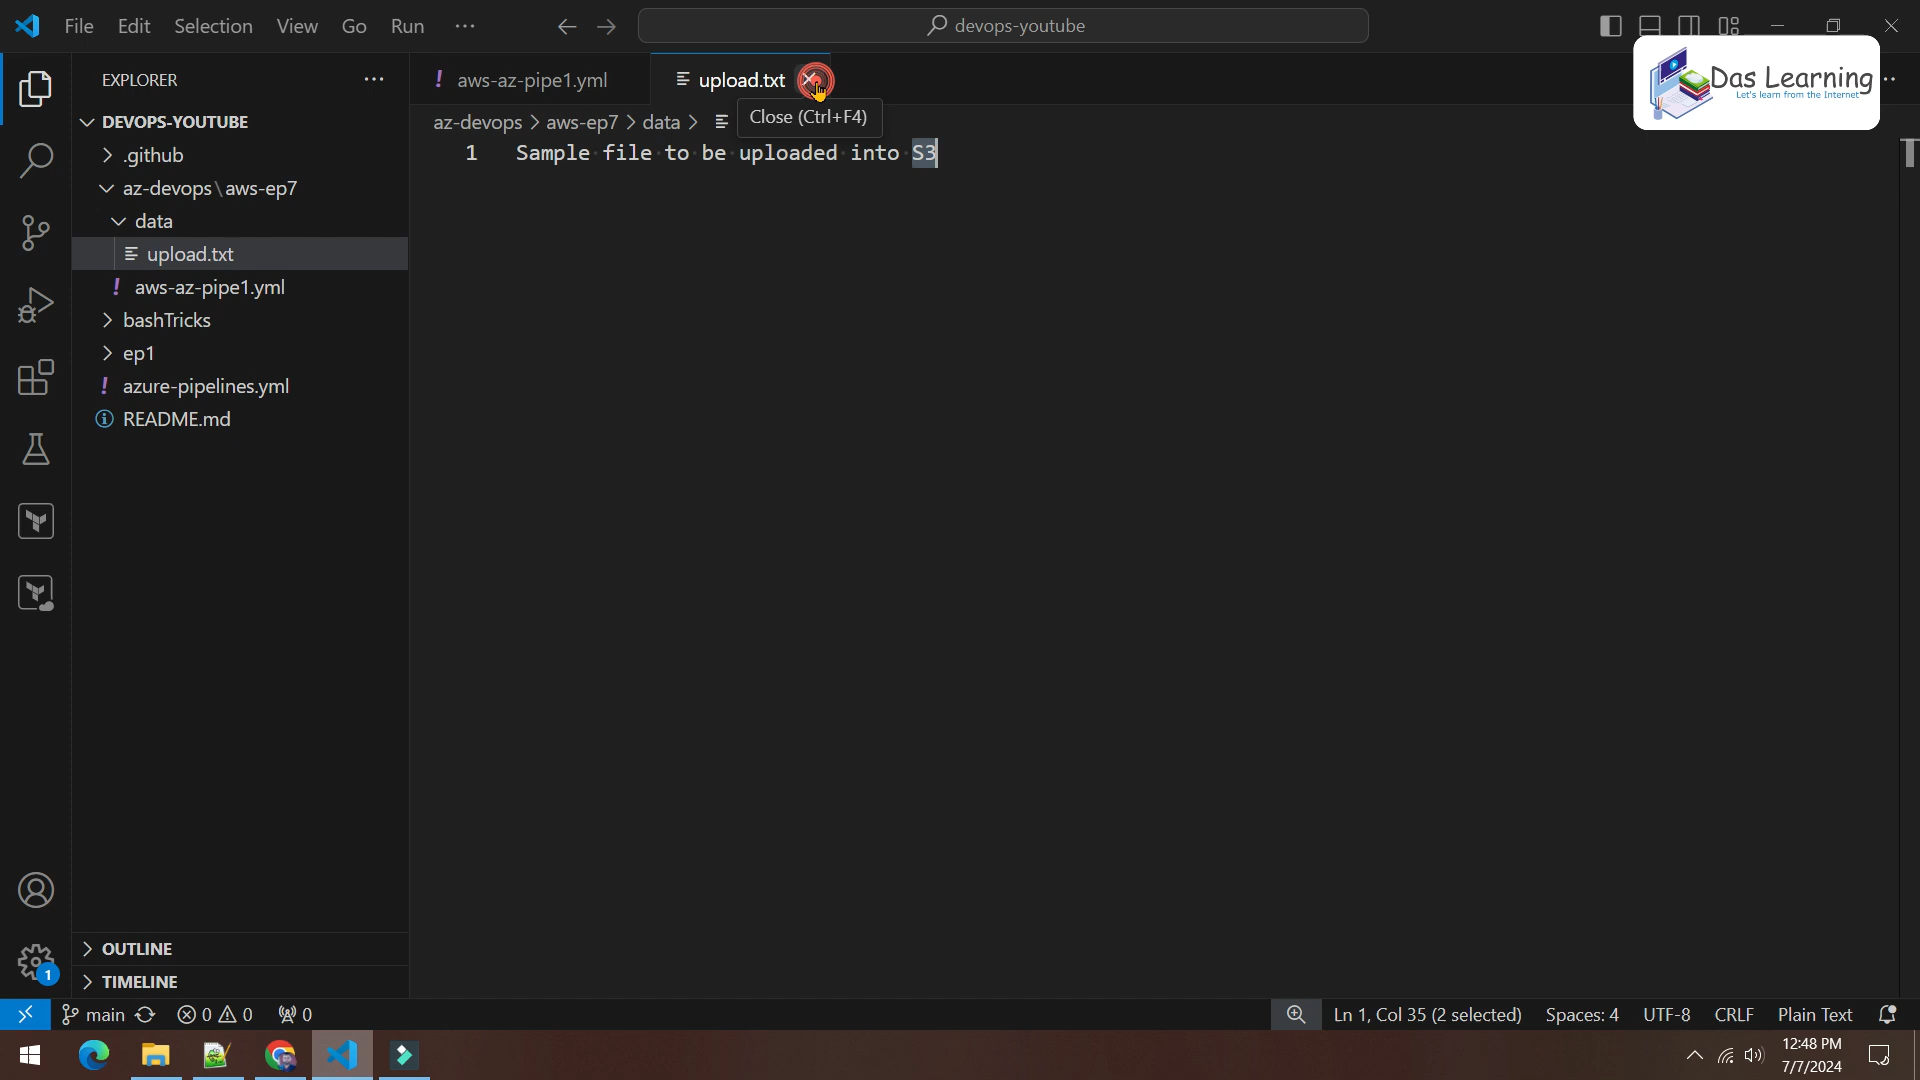 File Edit Selection View Go Run ···
devops-youtube
Das Learning
Let's learn from the Internet
EXPLORER
! aws-az-pipe1.yml
upload.txt
Close (Ctrl+F4)
az-devops > aws-ep7 > data >
1 Sample file to be uploaded into S3
DEVOPS-YOUTUBE
.github
az-devops\aws-ep7
data
upload.txt
! aws-az-pipe1.yml
bashTricks
ep1
! azure-pipelines.yml
README.md
OUTLINE
TIMELINE
1
main 0 0 0
Ln 1, Col 35 (2 selected) Spaces: 4 UTF-8 CRLF Plain Text
12:48 PM
7/7/2024